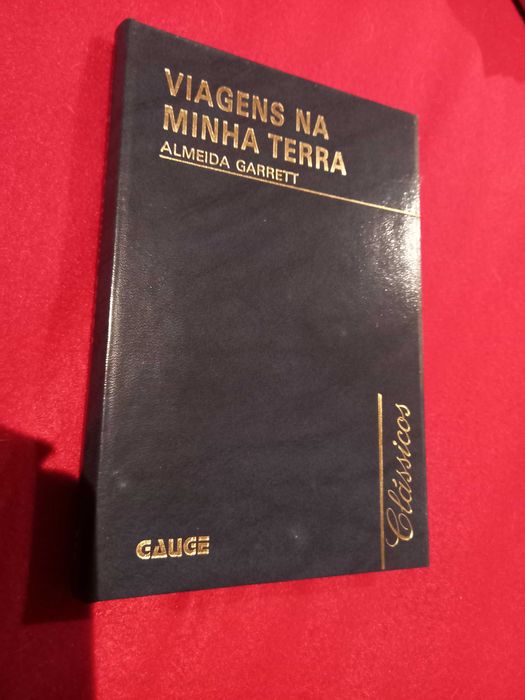 VIAGENS NA
MINHA TERRA
ALMEIDA GARRETT
Clássicos
GAUGE